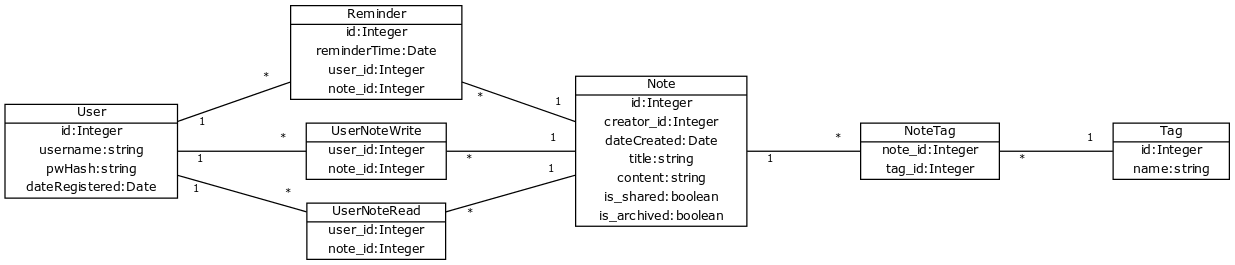 Reminder
id:Integer
reminderTime:Date
user_id:Integer
note_id:Integer
*
1
*
1
User
id:Integer
username:string
pwHash:string
dateRegistered:Date
UserNoteWrite
user_id:Integer
note_id:Integer
1
*
*
1
UserNoteRead
user_id:Integer
note_id:Integer
1
*
*
1
Note
id:Integer
creator_id:Integer
dateCreated:Date
title:string
content:string
is_shared:boolean
is_archived:boolean
1
*
NoteTag
note_id:Integer
tag_id:Integer
*
1
Tag
id:Integer
name:string